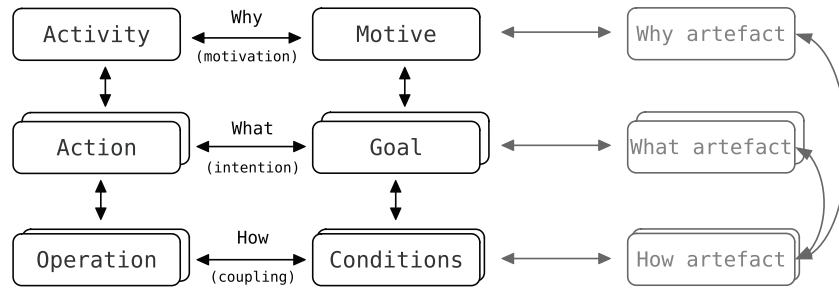 Activity
Why
(motivation)
Motive
Why artefact
Action
What
(intention)
Goal
What artefact
Operation
How
(coupling)
Conditions
How artefact